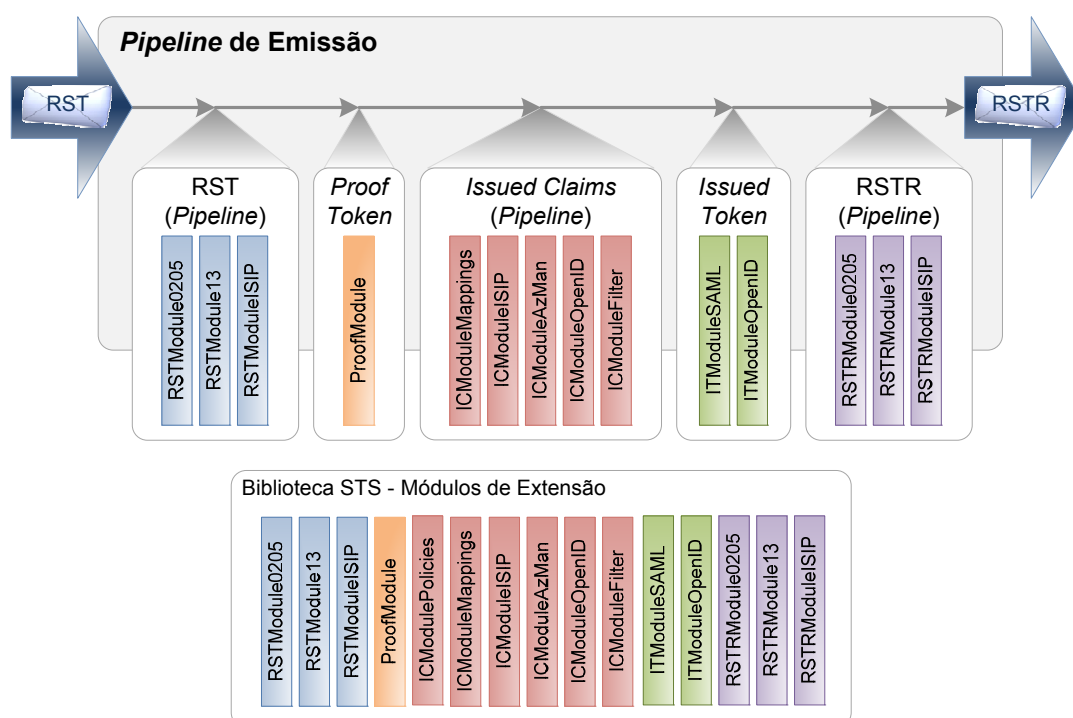 Pipeline de Emissão
RST
RSTR
RST
(Pipeline)
Proof
Token
Issued Claims
(Pipeline)
Issued
Token
RSTR
(Pipeline)
RSTModule0205
RSTModule13
RSTModuleISIP
ProofModule
ICModuleMappings
ICModuleISIP
ICModuleAzMan
ICModuleOpenID
ICModuleFilter
ITModuleSAML
ITModuleOpenID
RSTRModule0205
RSTRModule13
RSTRModuleISIP
Biblioteca STS - Módulos de Extensão
RSTModule0205
RSTModule13
RSTModuleISIP
ProofModule
ICModulePolicies
ICModuleMappings
ICModuleISIP
ICModuleAzMan
ICModuleOpenID
ICModuleFilter
ITModuleSAML
ITModuleOpenID
RSTRModule0205
RSTRModule13
RSTRModuleISIP